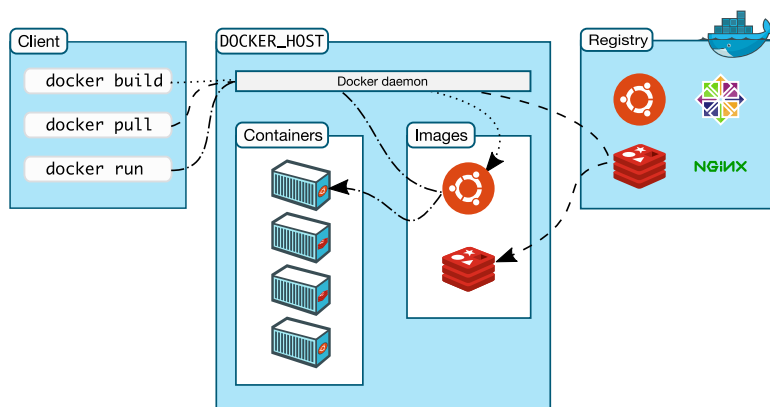 Client
docker build
docker pull
docker run
DOCKER_HOST
Docker daemon
Containers
Images
Registry
NGiNX